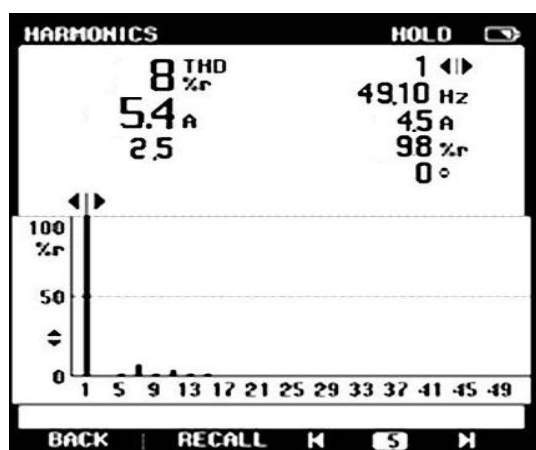 HARMONICS HOLD
8 THD %r
1
5.4 A
49.10 Hz
2.5
4.5 A
98 %r
0 °
100
%r
50
0
1 5 9 13 17 21 25 29 33 37 41 45 49
BACK RECALL S